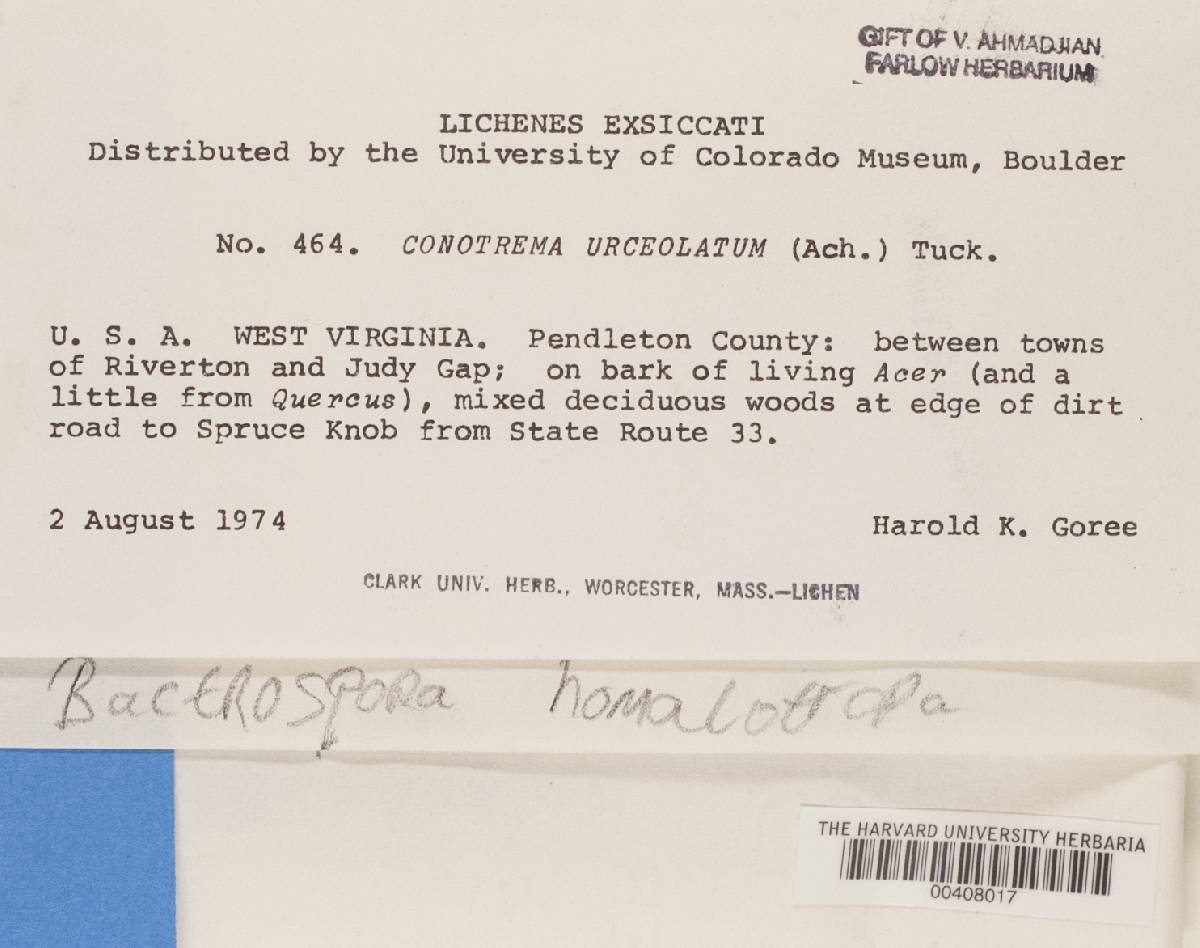 GIFT OF V. AHMADJIAN
FARLOW HERBARIUM
LICHENES EXSICCATI
Distributed by the University of Colorado Museum, Boulder
No. 464. CONOTREMA URCEOLATUM (Ach.) Tuck.
U. S. A. WEST VIRGINIA. Pendleton County: between towns
of Riverton and Judy Gap; on bark of living Acer (and a
little from Quercus), mixed deciduous woods at edge of dirt
road to Spruce Knob from State Route 33.
2 August 1974 Harold K. Goree
CLARK UNIV. HERB., WORCESTER, MASS.—LICHEN
Bactrospora
THE HARVARD UNIVERSITY HERBARIA
00408017